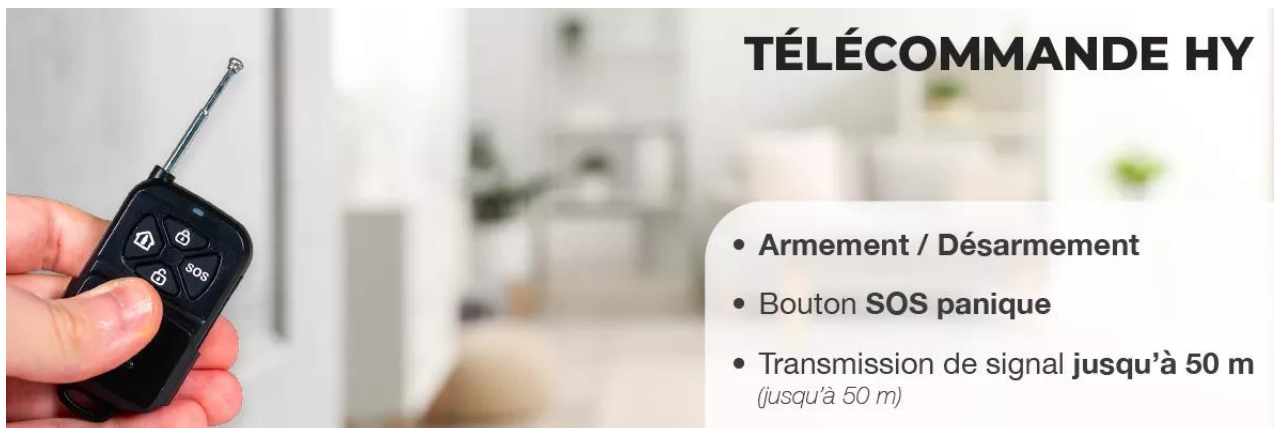 TÉLÉCOMMANDE HY
SOS
• Armement / Désarmement
• Bouton SOS panique
• Transmission de signal jusqu'à 50 m
(jusqu'à 50 m)